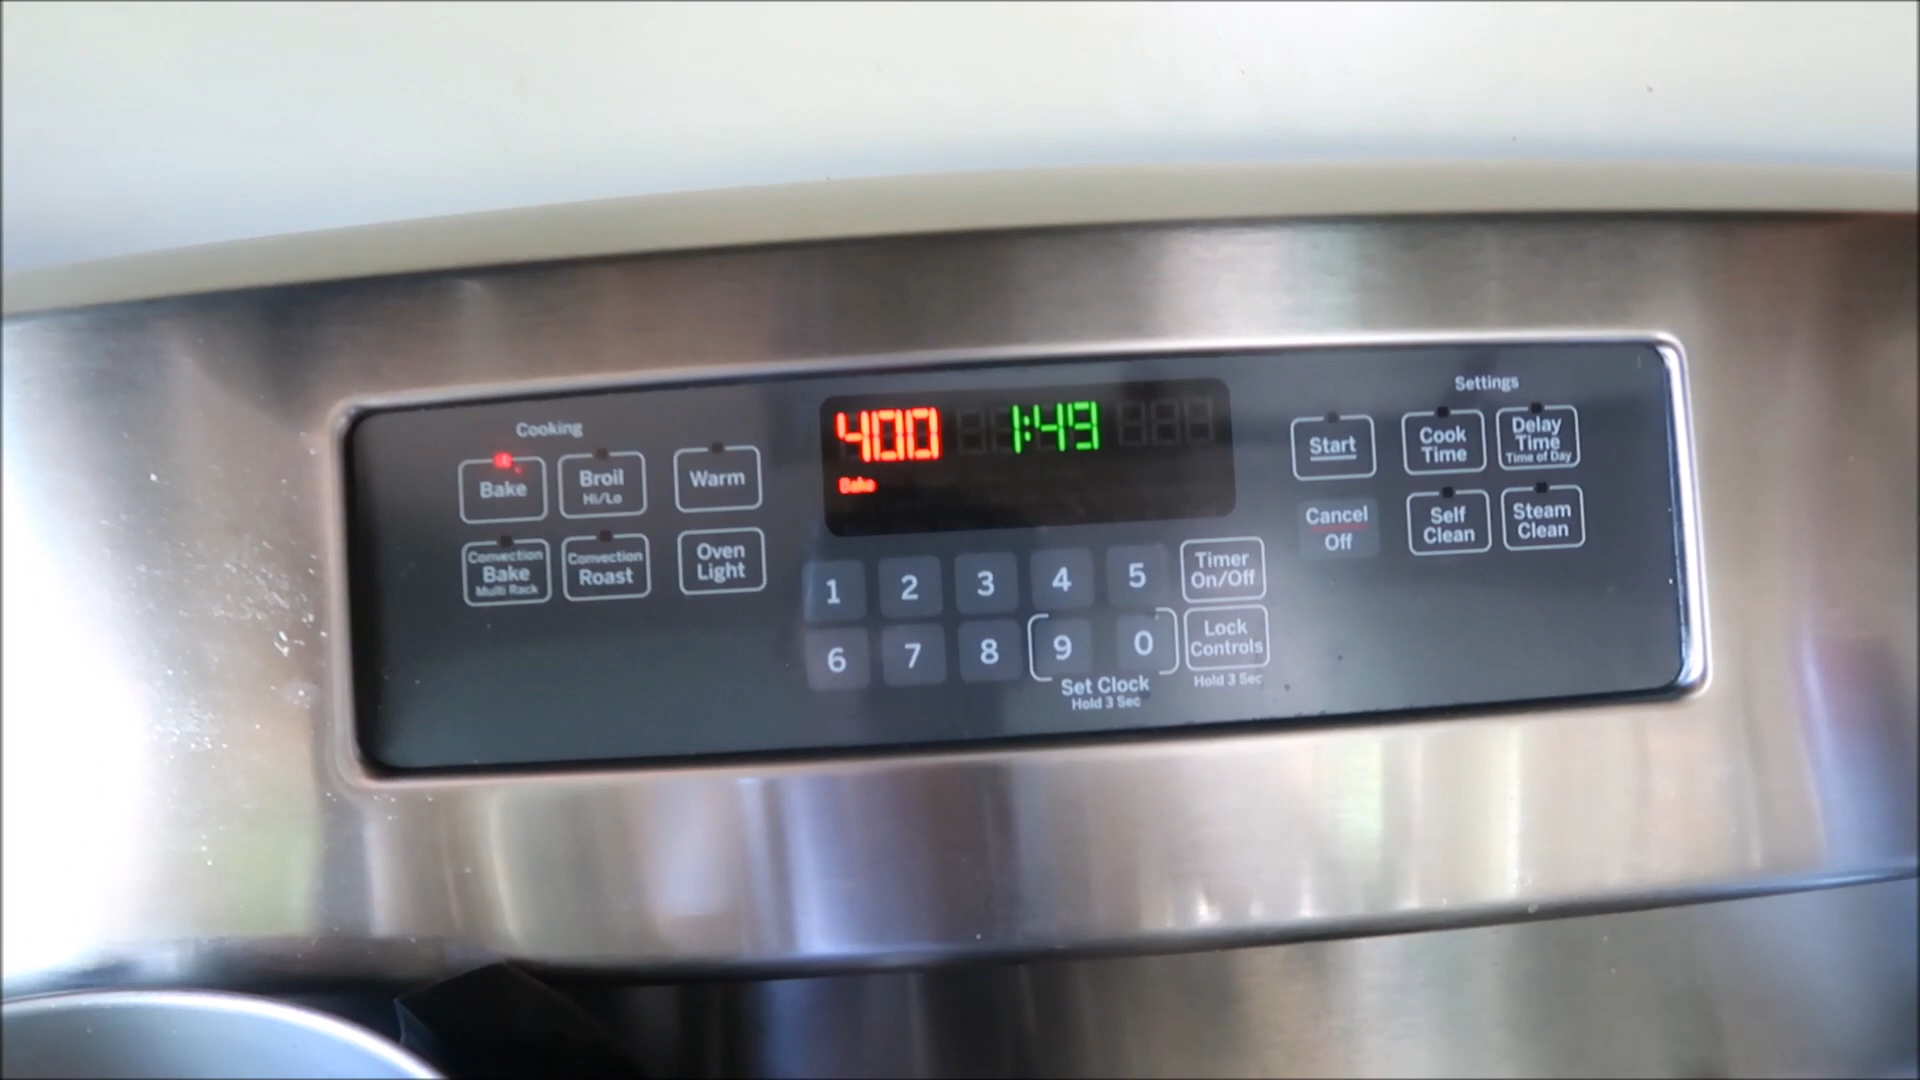 Cooking
Bake
Broil
Hi/Lo
Warm
Convection
Bake
Multi Rack
Convection
Roast
Oven
Light
400
1:49
Bake
1 2 3 4 5
6 7 8 9 0
Set Clock
Hold 3 Sec
Timer
On/Off
Lock
Controls
Hold 3 Sec
Start
Cancel
Off
Settings
Cook
Time
Delay
Time
Time of Day
Self
Clean
Steam
Clean